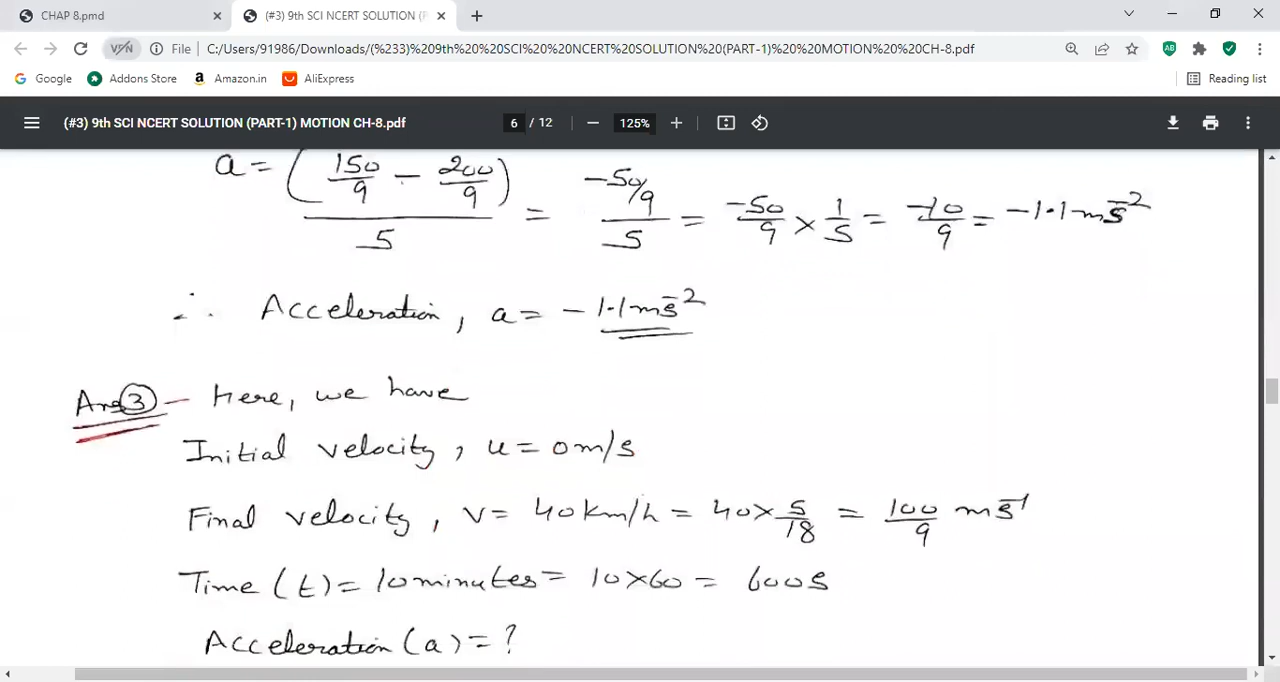 CHAP 8.pmd
(#3) 9th SCI NCERT SOLUTION (P
File C:/Users/91986/Downloads/(%233)%209th%20%20SCI%20%20NCERT%20SOLUTION%20(PART-1)%20%20MOTION%20%20CH-8.pdf
Google Addons Store Amazon.in AliExpress Reading list
(#3) 9th SCI NCERT SOLUTION (PART-1) MOTION CH-8.pdf 6 / 12 125%
a = (150/9 - 200/9)/5 = -50/9/5 = -50/9 × 1/5 = -10/9 = -1.1 ms⁻²
∴ Acceleration, a = -1.1 ms⁻²
Ans 3 - Here, we have
Initial velocity, u = 0 m/s
Final velocity, v = 40 km/h = 40 × 5/18 = 100/9 ms⁻¹
Time (t) = 10 minutes = 10×60 = 600s
Acceleration (a) = ?